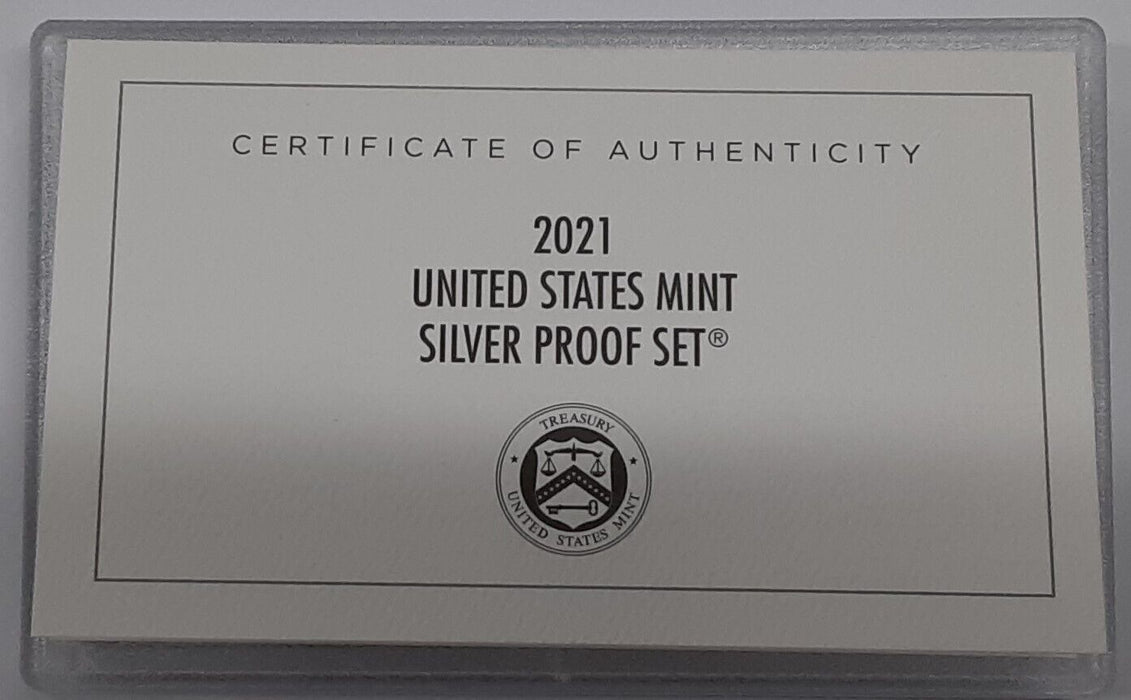 CERTIFICATE OF AUTHENTICITY
2021
UNITED STATES MINT
SILVER PROOF SET®
TREASURY
UNITED STATES MINT